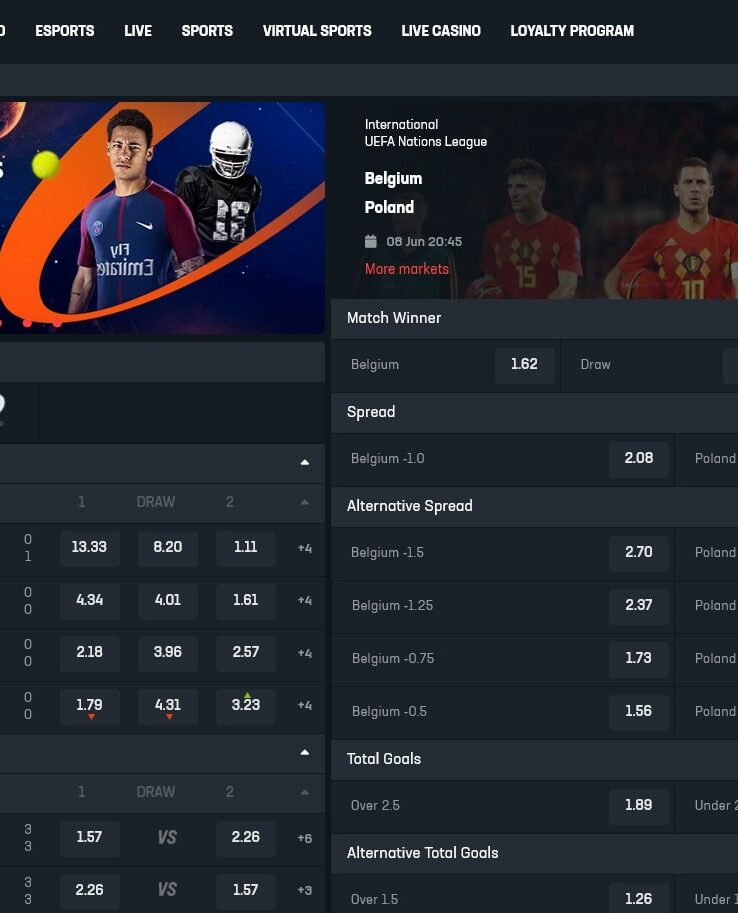 ESPORTS LIVE SPORTS VIRTUAL SPORTS LIVE CASINO LOYALTY PROGRAM
Fly
Emirates
18
International
UEFA Nations League
Belgium
Poland
08 Jun 20:45
More markets
15
10
Match Winner
Belgium 1.62 Draw
Spread
Belgium -1.0 2.08 Poland
Alternative Spread
Belgium -1.5 2.70 Poland
Belgium -1.25 2.37 Poland
Belgium -0.75 1.73 Poland
Belgium -0.5 1.56 Poland
Total Goals
Over 2.5 1.89 Under 2
Alternative Total Goals
Over 1.5 1.26 Under 1
1 DRAW 2
0
1
13.33 8.20 1.11 +4
0
0
4.34 4.01 1.61 +4
0
0
2.18 3.96 2.57 +4
0
0
1.79 4.31 3.23 +4
1 DRAW 2
3
3
1.57 VS 2.26 +6
3
3
2.26 VS 1.57 +3